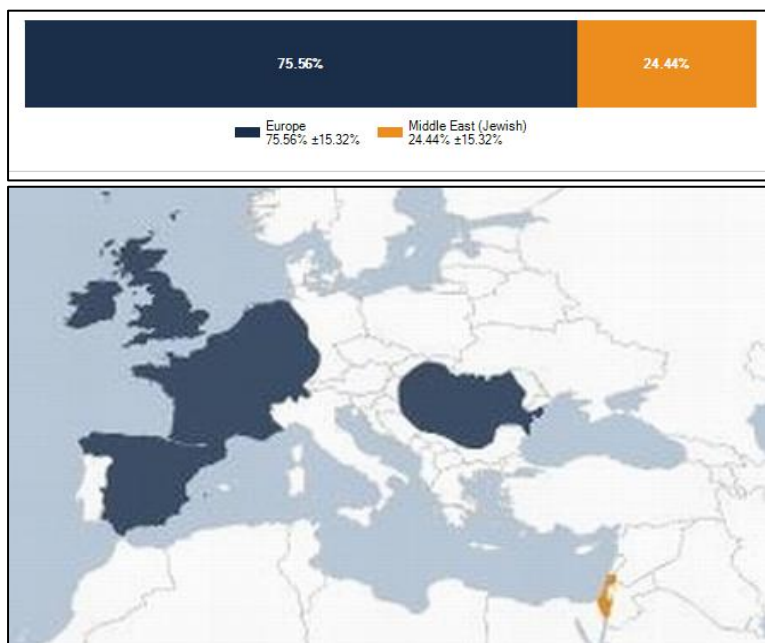 75.56%
24.44%
Europe
75.56% ±15.32%
Middle East (Jewish)
24.44% ±15.32%